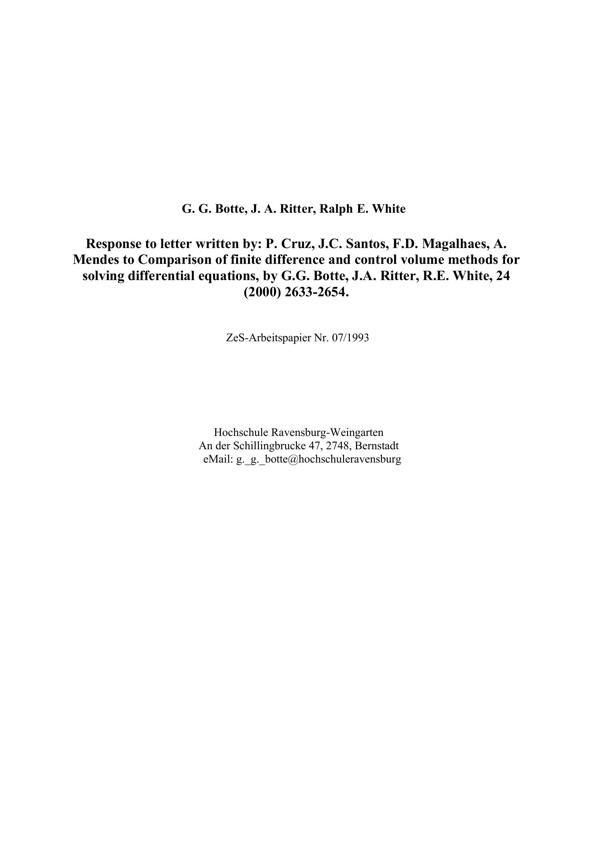 G. G. Botte, J. A. Ritter, Ralph E. White
Response to letter written by: P. Cruz, J.C. Santos, F.D. Magalhaes, A.
Mendes to Comparison of finite difference and control volume methods for
solving differential equations, by G.G. Botte, J.A. Ritter, R.E. White, 24
(2000) 2633-2654.
ZeS-Arbeitspapier Nr. 07/1993
Hochschule Ravensburg-Weingarten
An der Schillingbrucke 47, 2748, Bernstadt
eMail: g._g._botte@hochschuleravensburg